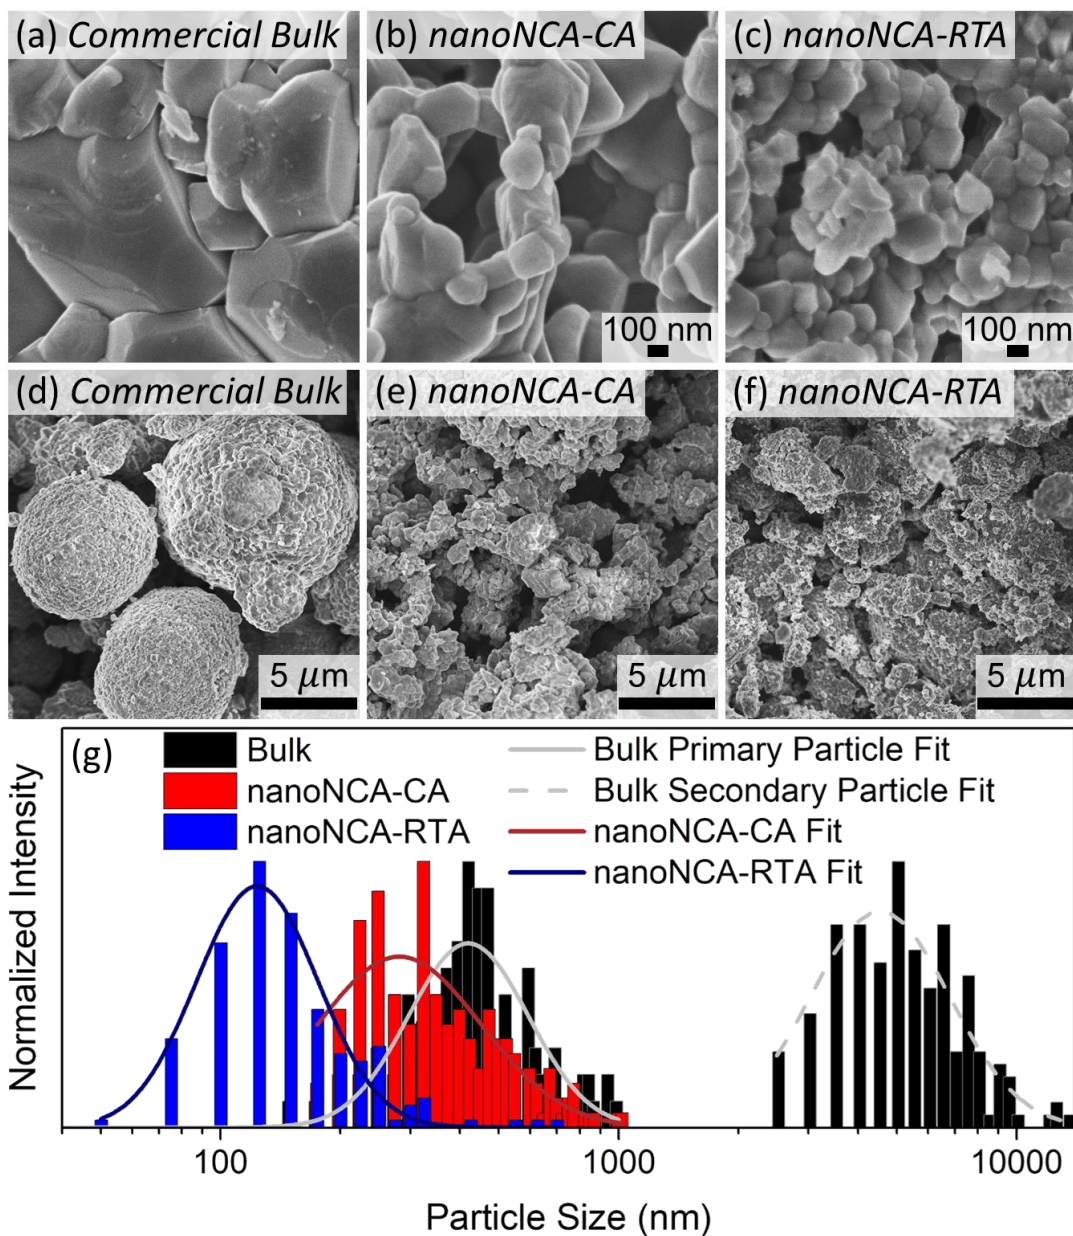 (a) Commercial Bulk
(b) nanoNCA-CA
(c) nanoNCA-RTA
100 nm
100 nm
(d) Commercial Bulk
(e) nanoNCA-CA
(f) nanoNCA-RTA
5 μm
5 μm
5 μm
(g)
Bulk
nanoNCA-CA
nanoNCA-RTA
Bulk Primary Particle Fit
Bulk Secondary Particle Fit
nanoNCA-CA Fit
nanoNCA-RTA Fit
Normalized Intensity
100
1000
10000
Particle Size (nm)